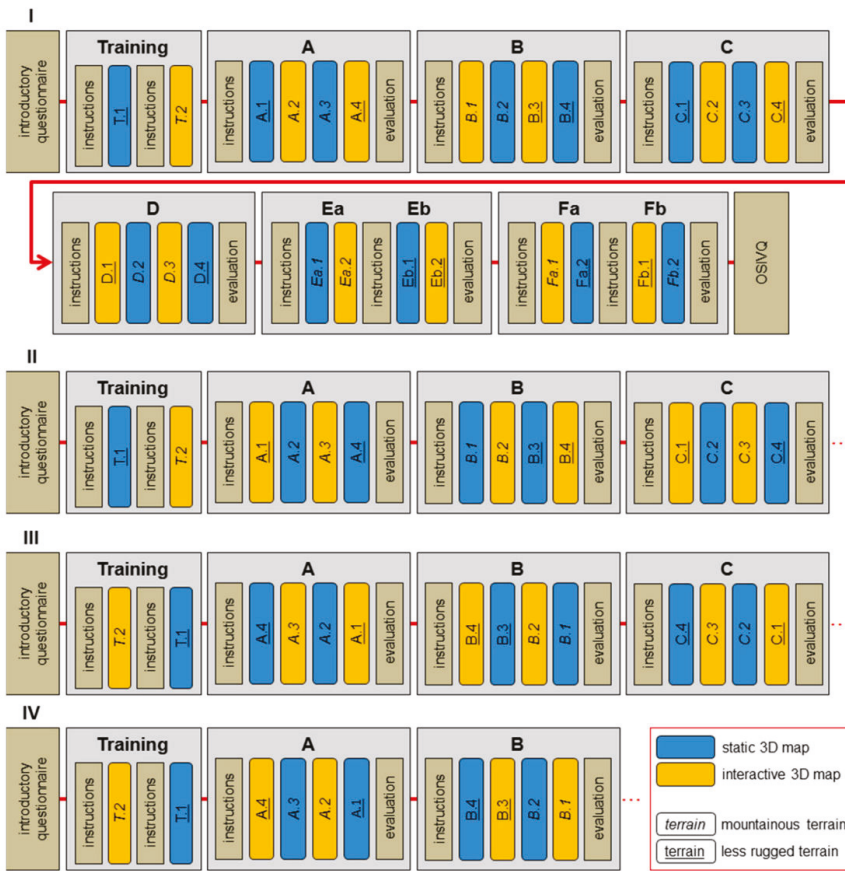 I
introductory questionnaire
Training
instructions
T.1
instructions
T.2
A
instructions
A.1
A.2
A.3
A.4
evaluation
B
instructions
B.1
B.2
B.3
B.4
evaluation
C
instructions
C.1
C.2
C.3
C.4
evaluation
D
instructions
D.1
D.2
D.3
D.4
evaluation
Ea
Eb
instructions
Ea.1
Ea.2
instructions
Eb.1
Eb.2
evaluation
Fa
Fb
instructions
Fa.1
Fa.2
instructions
Fb.1
Fb.2
evaluation
OSIVQ
II
introductory questionnaire
Training
instructions
T.1
instructions
T.2
A
instructions
A.1
A.2
A.3
A.4
evaluation
B
instructions
B.1
B.2
B.3
B.4
evaluation
C
instructions
C.1
C.2
C.3
C.4
evaluation
III
introductory questionnaire
Training
instructions
T.2
instructions
T.1
A
instructions
A.4
A.3
A.2
A.1
evaluation
B
instructions
B.4
B.3
B.2
B.1
evaluation
C
instructions
C.4
C.3
C.2
C.1
evaluation
IV
introductory questionnaire
Training
instructions
T.2
instructions
T.1
A
instructions
A.4
A.3
A.2
A.1
evaluation
B
instructions
B.4
B.3
B.2
B.1
evaluation
static 3D map
interactive 3D map
terrain mountainous terrain
terrain less rugged terrain